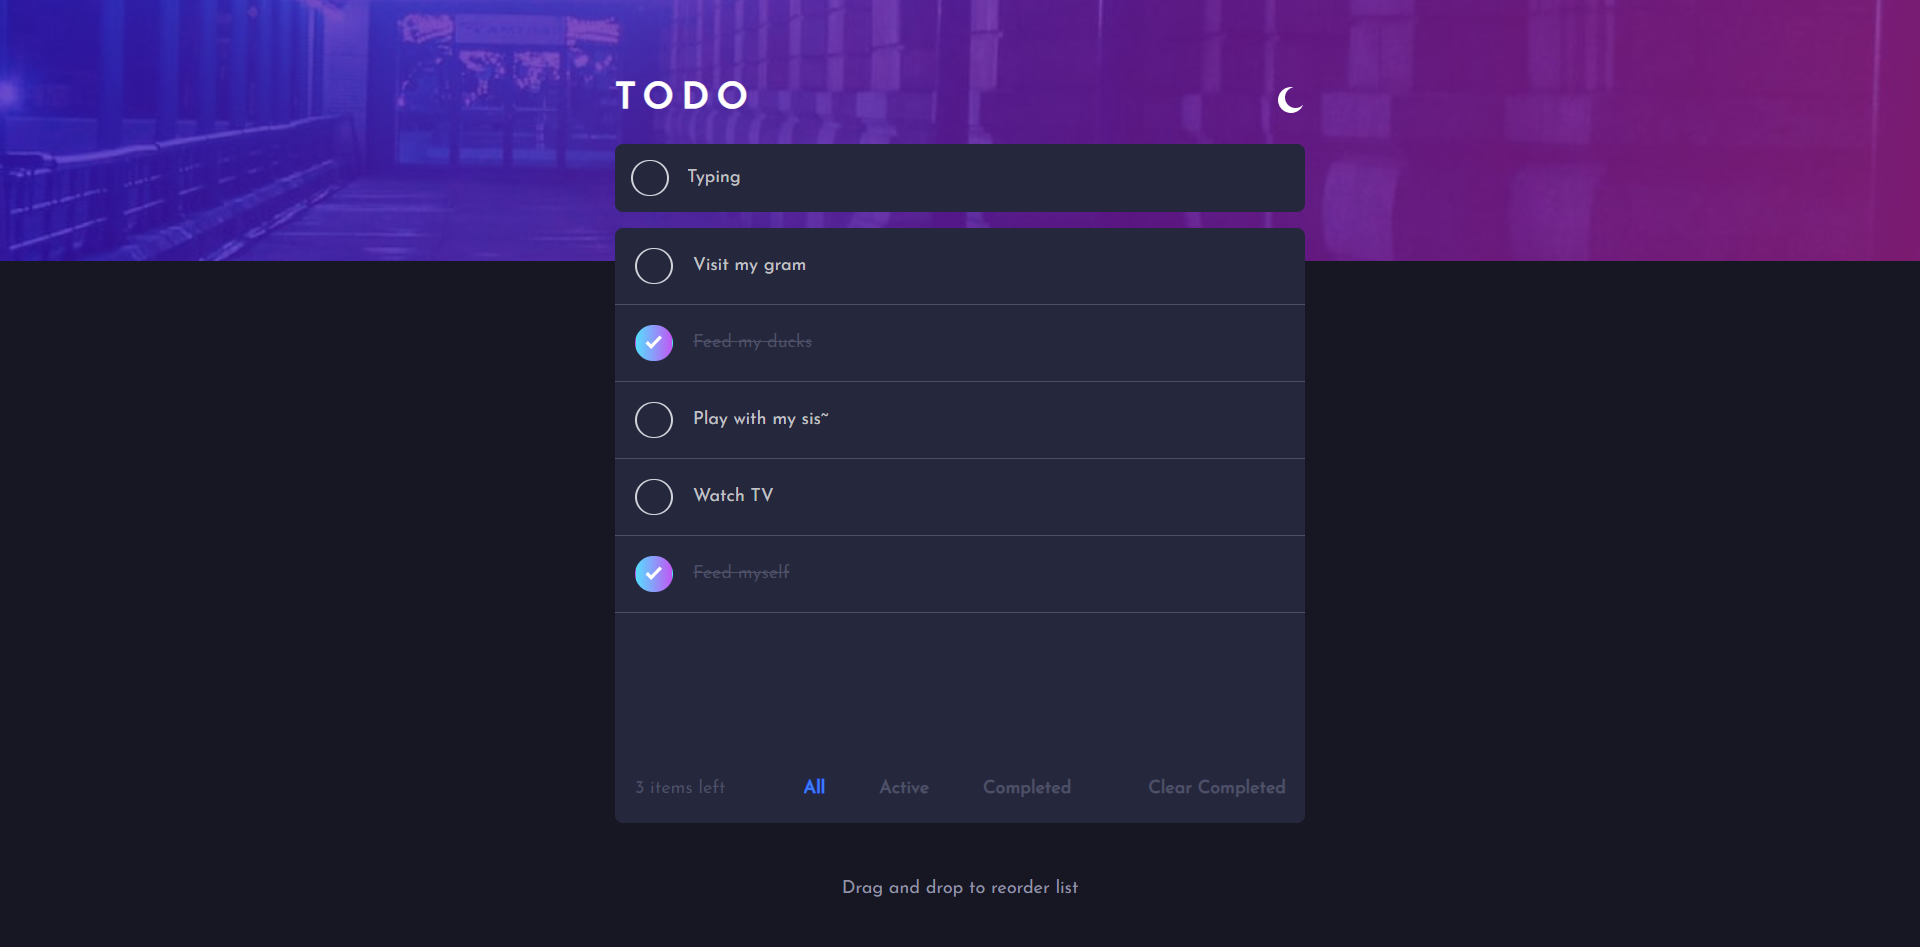 TODO
Typing
Visit my gram
Feed my ducks
Play with my sis~
Watch TV
Feed myself
3 items left All Active Completed Clear Completed
Drag and drop to reorder list